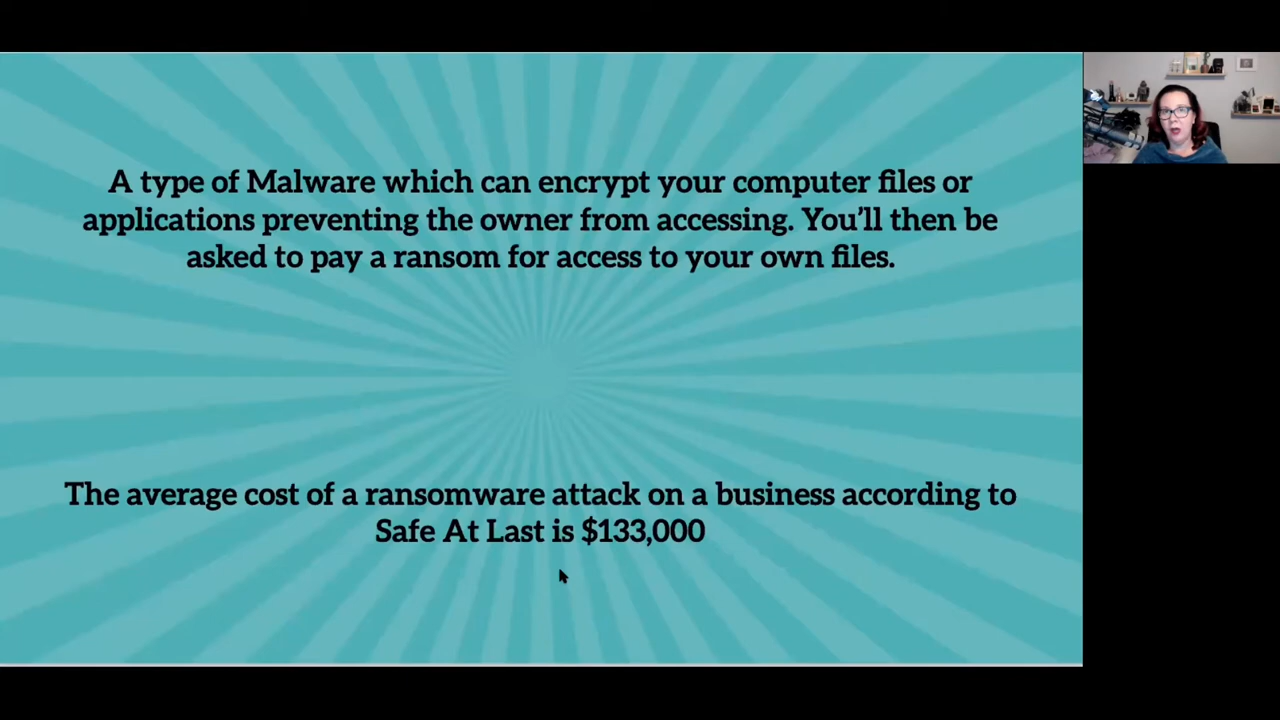 A type of Malware which can encrypt your computer files or
applications preventing the owner from accessing. You’ll then be
asked to pay a ransom for access to your own files.
The average cost of a ransomware attack on a business according to
Safe At Last is $133,000